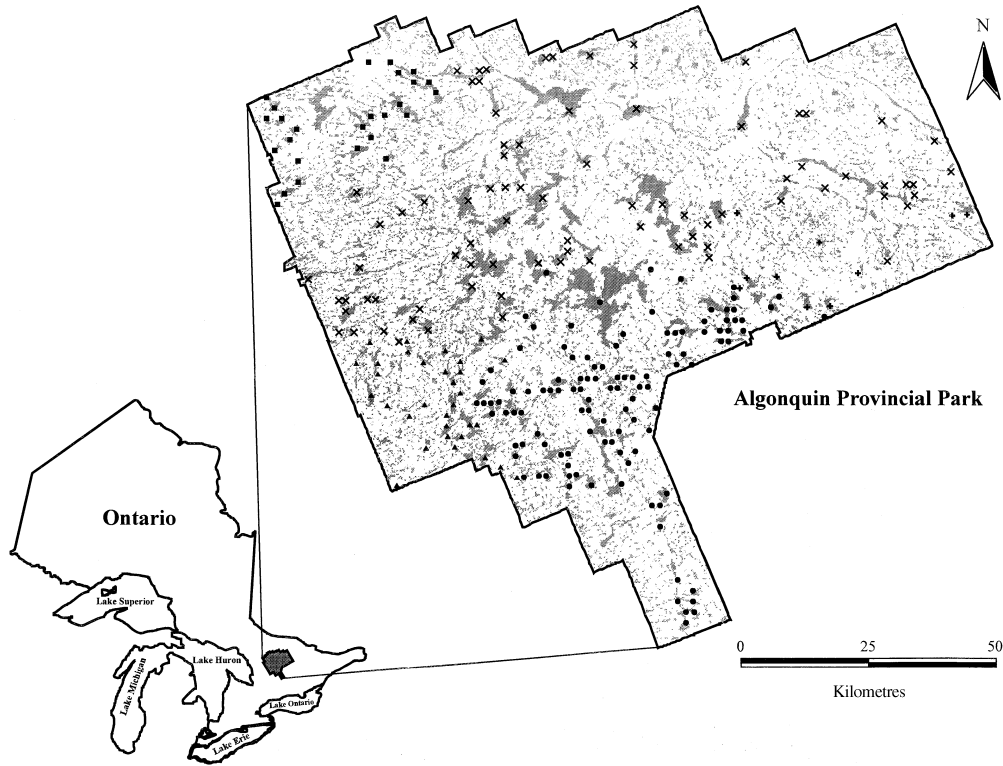 N
Algonquin Provincial Park
Ontario
Lake Superior
Lake Huron
Lake Michigan
Lake Ontario
Lake Erie
0 25 50
Kilometres